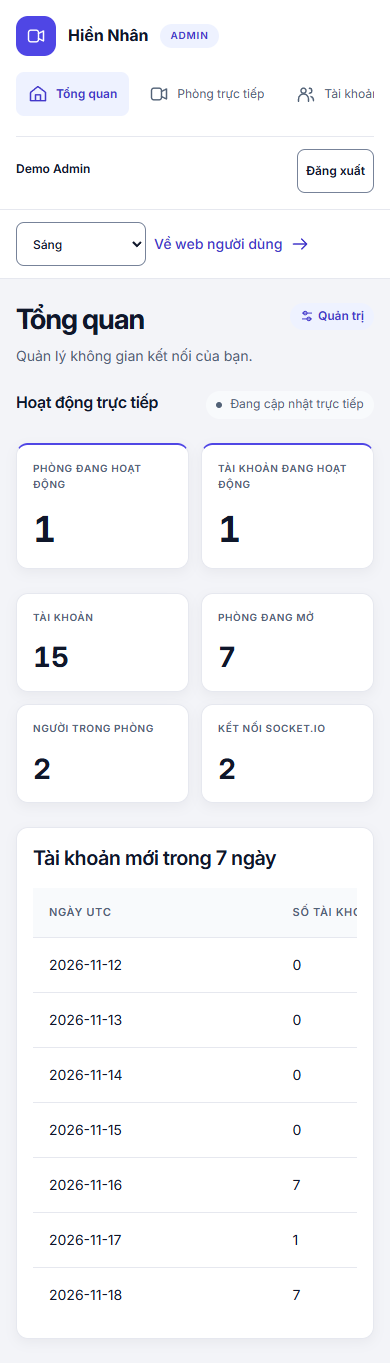 Hiền Nhân ADMIN
Tổng quan Phòng trực tiếp Tài khoản
Demo Admin Đăng xuất
Sáng Về web người dùng →
Tổng quan Quản trị
Quản lý không gian kết nối của bạn.
Hoạt động trực tiếp Đang cập nhật trực tiếp
PHÒNG ĐANG HOẠT ĐỘNG
1
TÀI KHOẢN ĐANG HOẠT ĐỘNG
1
TÀI KHOẢN
15
PHÒNG ĐANG MỞ
7
NGƯỜI TRONG PHÒNG
2
KẾT NỐI SOCKET.IO
2
Tài khoản mới trong 7 ngày
NGÀY UTC SỐ TÀI KHO
2026-11-12 0
2026-11-13 0
2026-11-14 0
2026-11-15 0
2026-11-16 7
2026-11-17 1
2026-11-18 7